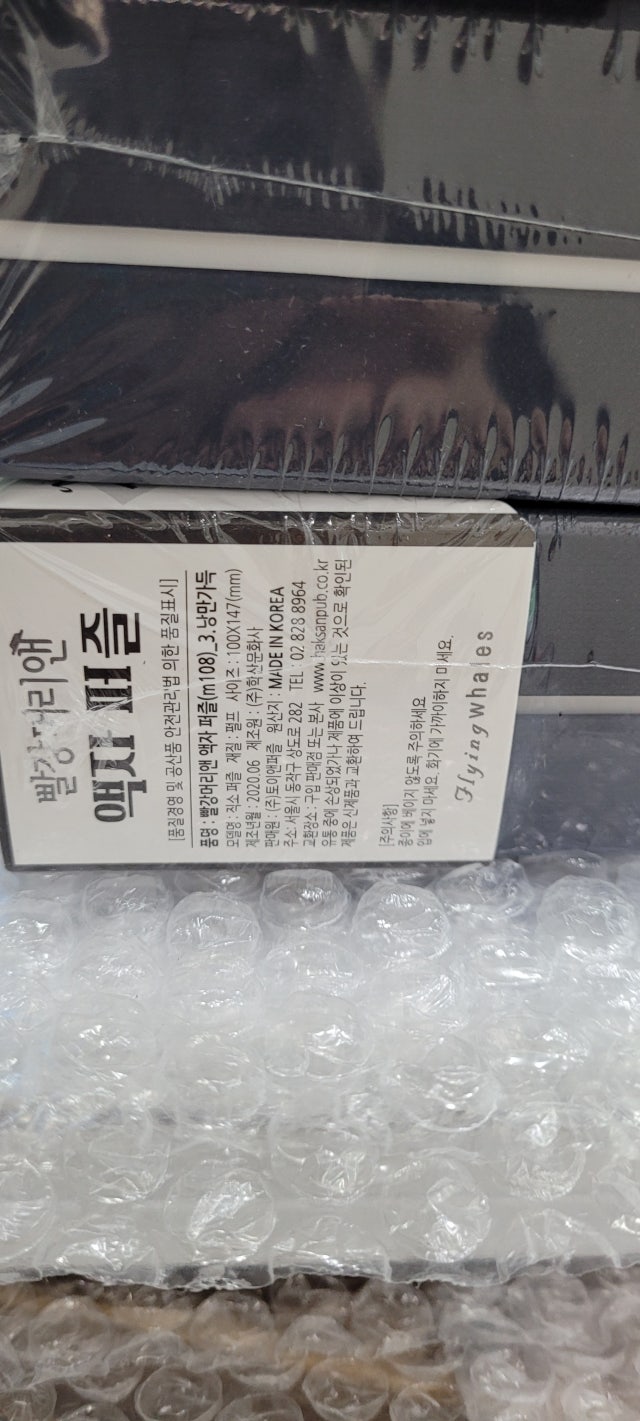 빨강머리앤
액자 퍼즐
[품질경영 및 공산품 안전관리법 의한 품질표시]
품명 : 빨강머리앤 액자 퍼즐(m108)_3.낭만가득
모델명 : 직소 퍼즐 재질 : 펄프 사이즈 : 100X147(mm)
제조년월 : 2020.06 제조원 : (주)학산문화사
판매원 : (주)토이앤퍼즐 원산지 : MADE IN KOREA
주소 : 서울시 동작구 상도로 282 TEL : 02 828 8964
교환장소 : 구입 판매점 또는 본사 www.haksanpub.co.kr
유통 중에 손상되었거나 제품에 이상이 있는 것으로 확인된
제품은 신제품과 교환하여 드립니다.
[주의사항]
종이에 베이지 않도록 주의하세요
입에 넣지 마세요. 화기에 가까이하지 마세요.
Flying Whales